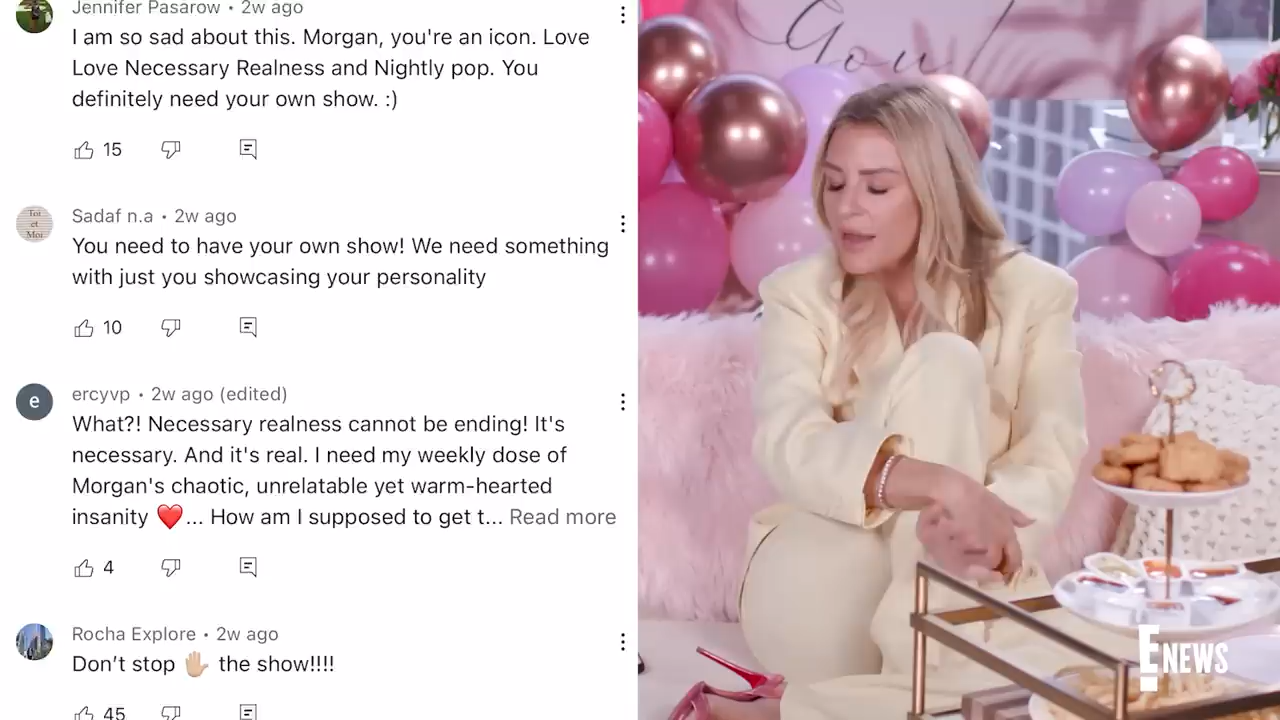 Jennifer Pasarow • 2w ago
I am so sad about this. Morgan, you're an icon. Love
Love Necessary Realness and Nightly pop. You
definitely need your own show. :)
15
Toi
et
Moi
Sadaf n.a • 2w ago
You need to have your own show! We need something
with just you showcasing your personality
10
e
ercyvp • 2w ago (edited)
What?! Necessary realness cannot be ending! It's
necessary. And it's real. I need my weekly dose of
Morgan's chaotic, unrelatable yet warm-hearted
insanity ❤️... How am I supposed to get t... Read more
4
Rocha Explore • 2w ago
Don’t stop 🖐🏼 the show!!!!
45
You!
E! NEWS